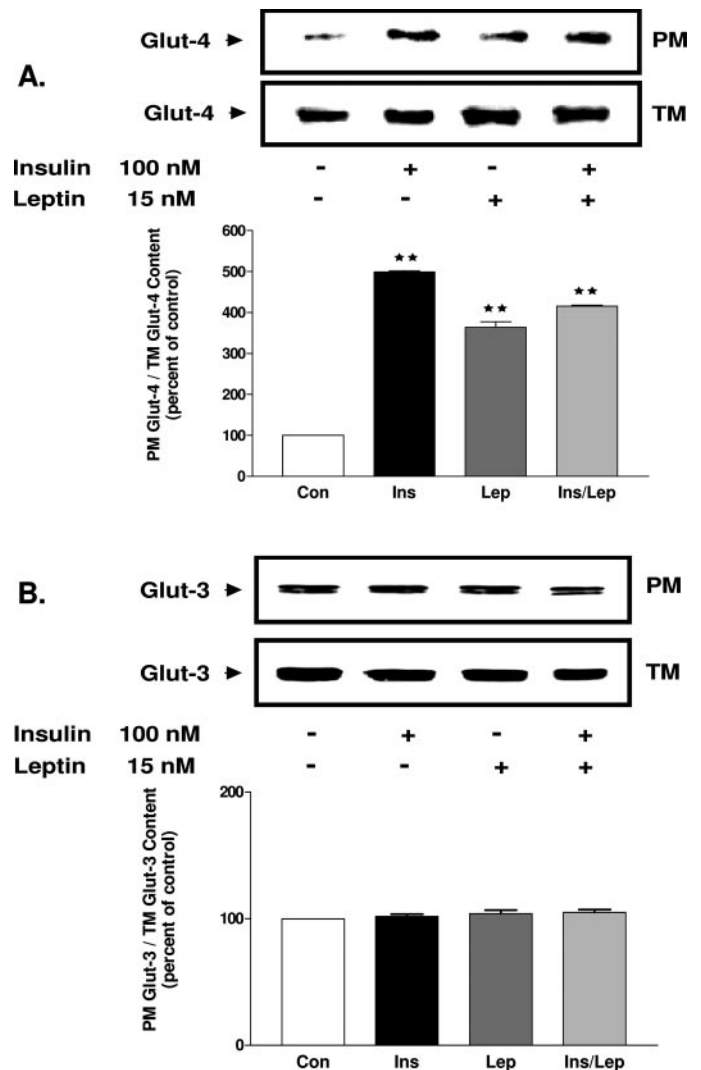 Glut-4 PM
A.
Glut-4 TM
Insulin 100 nM - + - +
Leptin 15 nM - - + +
PM Glut-4 / TM Glut-4 Content
(percent of control)
600
500
400
300
200
100
0
★★
★★
★★
Con Ins Lep Ins/Lep
B.
Glut-3 PM
Glut-3 TM
Insulin 100 nM - + - +
Leptin 15 nM - - + +
PM Glut-3 / TM Glut-3 Content
(percent of control)
200
100
0
Con Ins Lep Ins/Lep